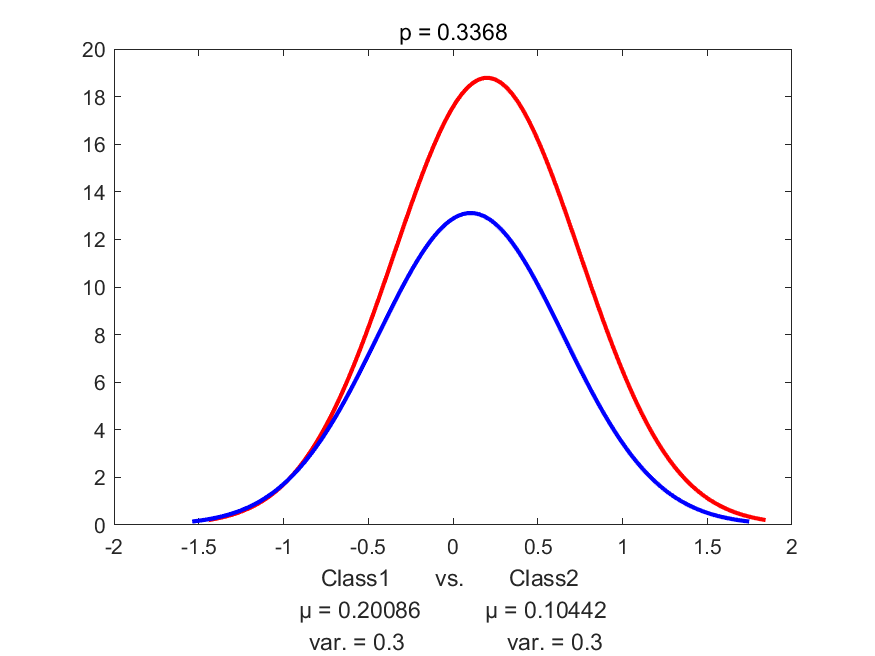 p = 0.3368
20
18
16
14
12
10
8
6
4
2
0
-2 -1.5 -1 -0.5 0 0.5 1 1.5 2
Class1 vs. Class2
μ = 0.20086 μ = 0.10442
var. = 0.3 var. = 0.3